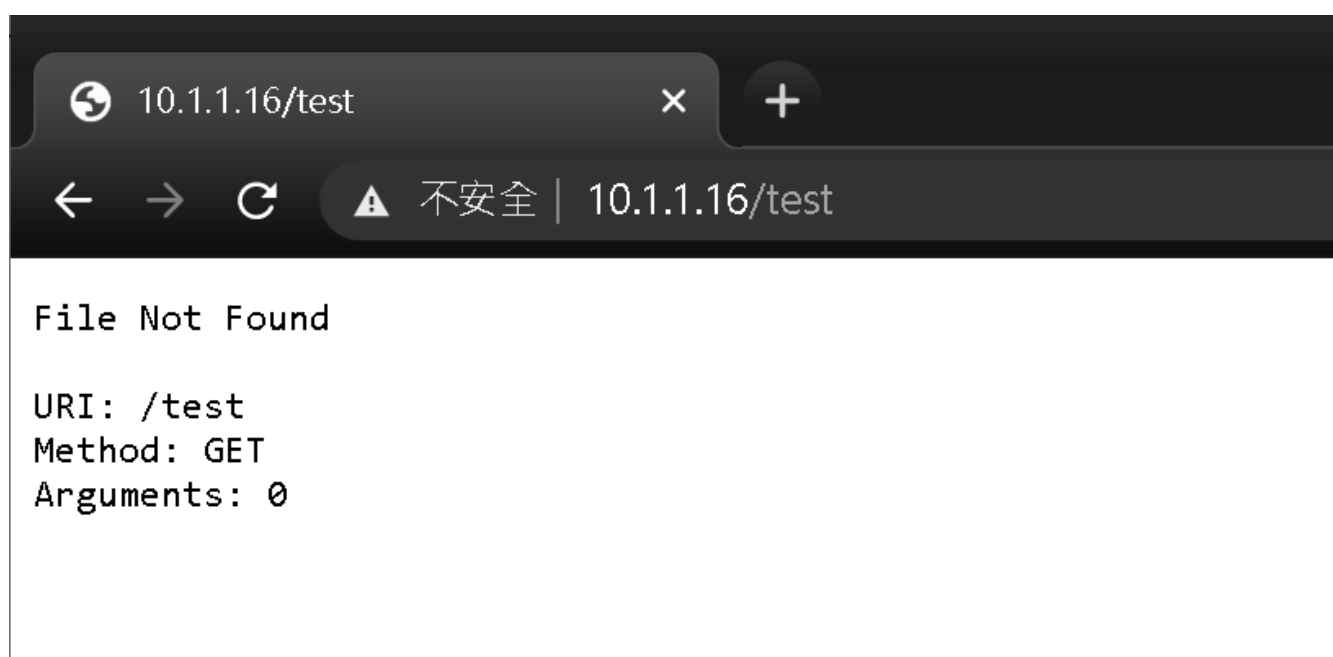 10.1.1.16/test
不安全 | 10.1.1.16/test
File Not Found
URI: /test
Method: GET
Arguments: 0